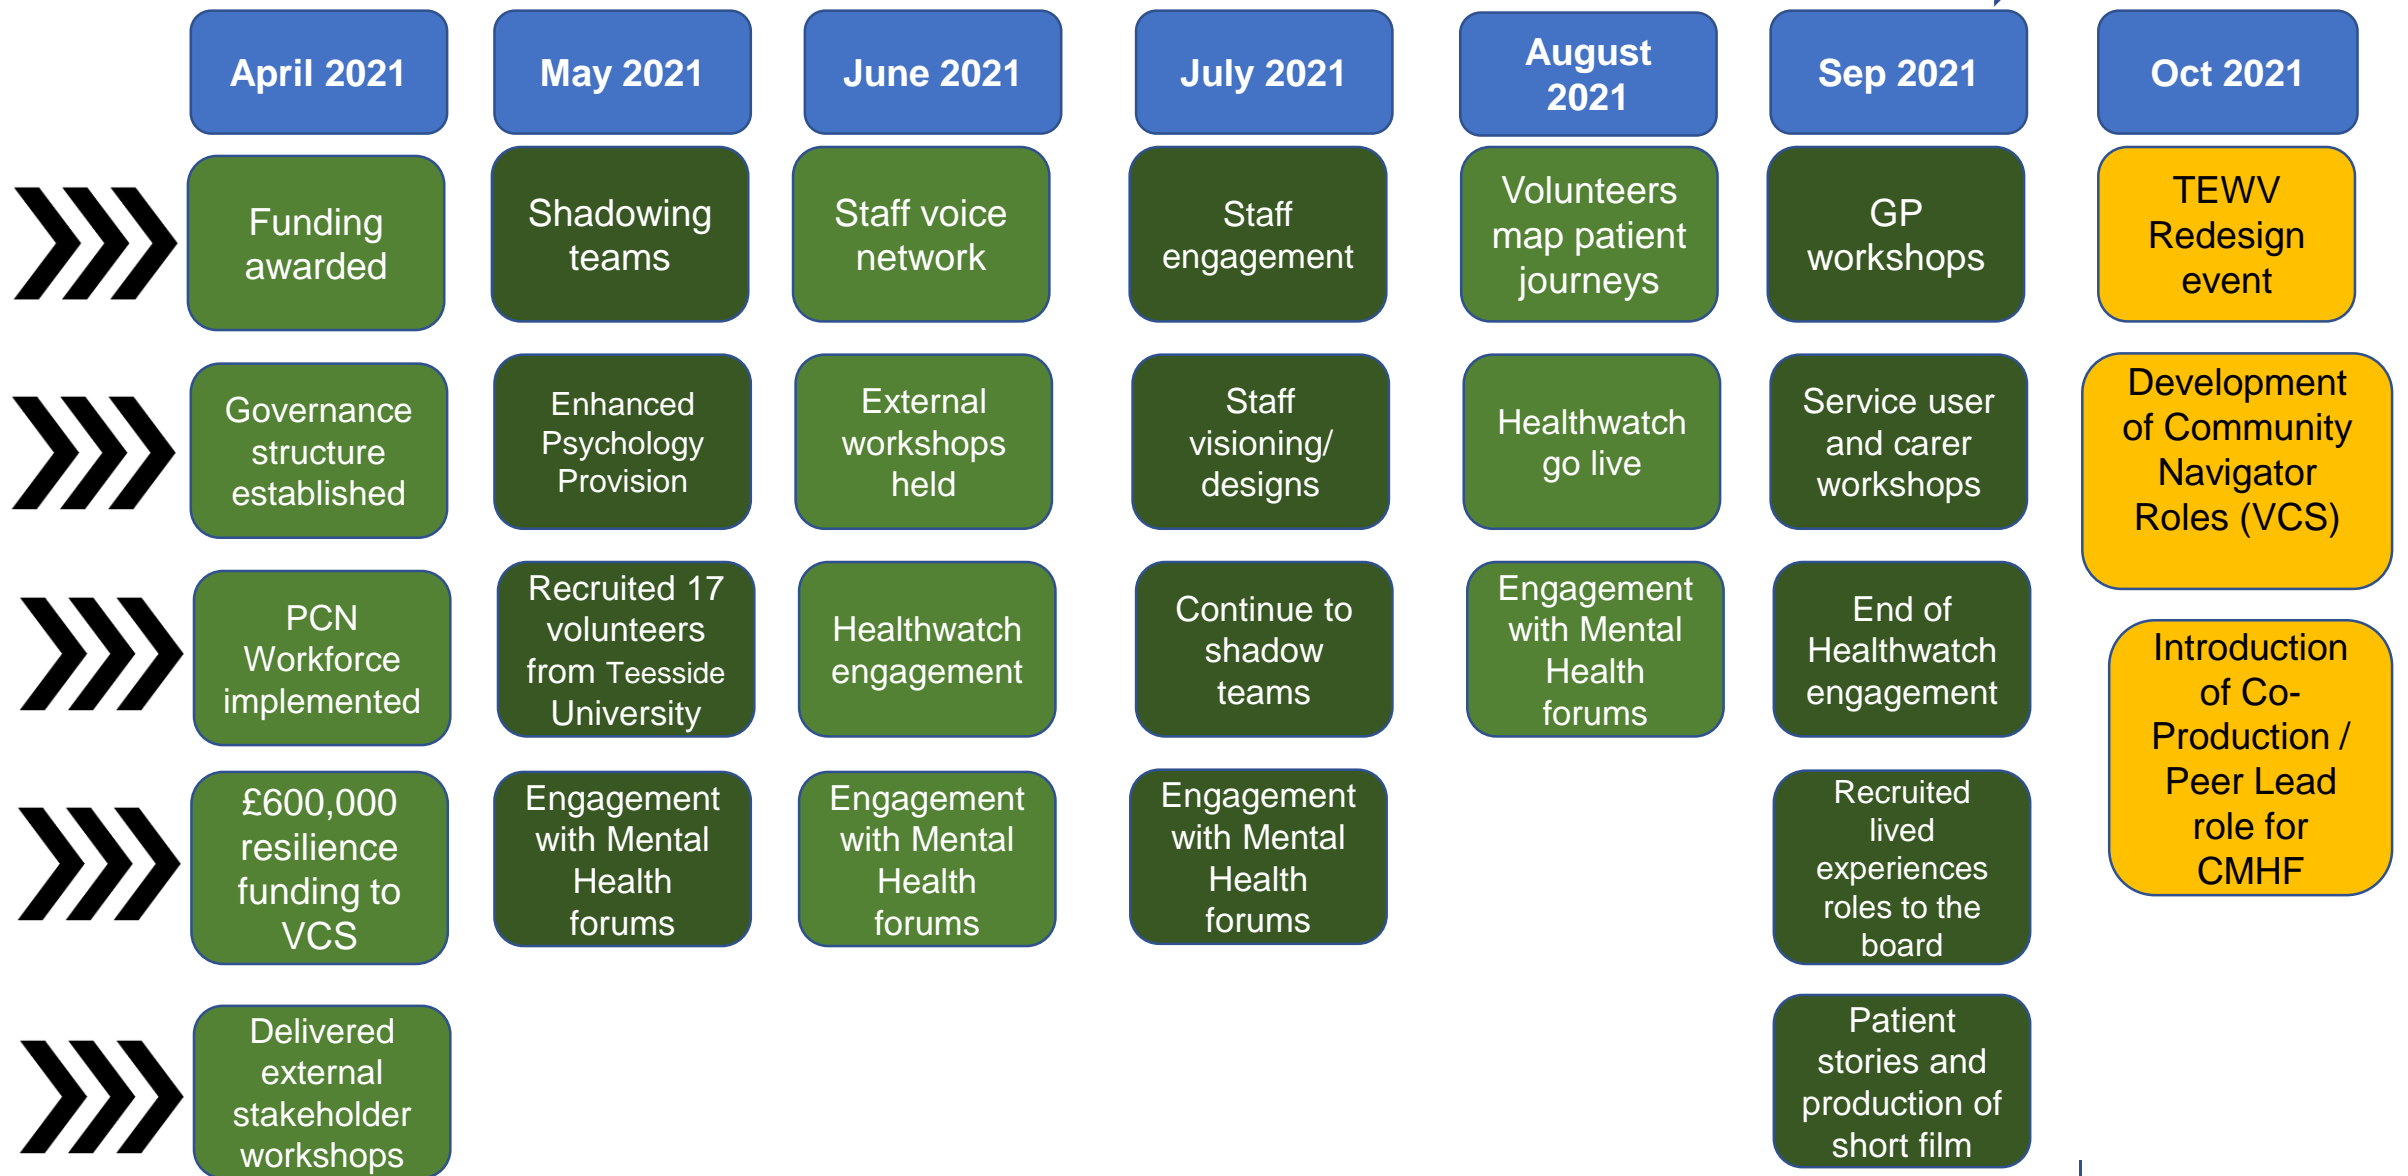 April 2021
May 2021
June 2021
July 2021
August
2021
Sep 2021
Oct 2021
Funding
awarded
Shadowing
teams
Staff voice
network
Staff
engagement
Volunteers
map patient
journeys
GP
workshops
TEWV
Redesign
event
Governance
structure
established
Enhanced
Psychology
Provision
External
workshops
held
Staff
visioning/
designs
Healthwatch
go live
Service user
and carer
workshops
Development
of Community
Navigator
Roles (VCS)
PCN
Workforce
implemented
Recruited 17
volunteers
from Teesside
University
Healthwatch
engagement
Continue to
shadow
teams
Engagement
with Mental
Health
forums
End of
Healthwatch
engagement
Introduction
of Co-
Production /
Peer Lead
role for
CMHF
£600,000
resilience
funding to
VCS
Engagement
with Mental
Health
forums
Engagement
with Mental
Health
forums
Engagement
with Mental
Health
forums
Recruited
lived
experiences
roles to the
board
Delivered
external
stakeholder
workshops
Patient
stories and
production of
short film